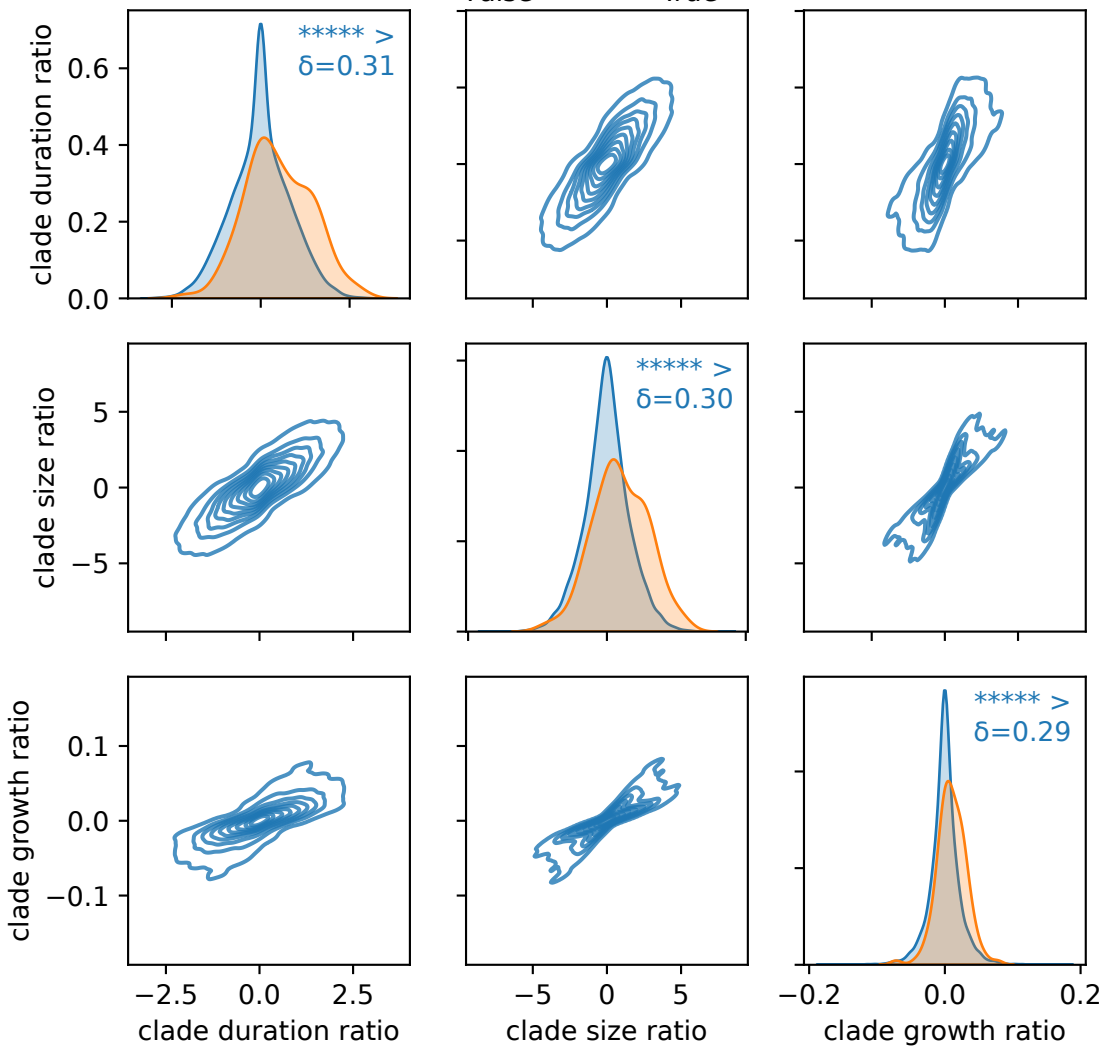 clade duration ratio
0.6
0.4
0.2
0.0
***** >
δ=0.31
clade size ratio
5
0
−5
***** >
δ=0.30
clade growth ratio
0.1
0.0
−0.1
***** >
δ=0.29
−2.5 0.0 2.5
−5 0 5
−0.2 0.0 0.2
clade duration ratio
clade size ratio
clade growth ratio